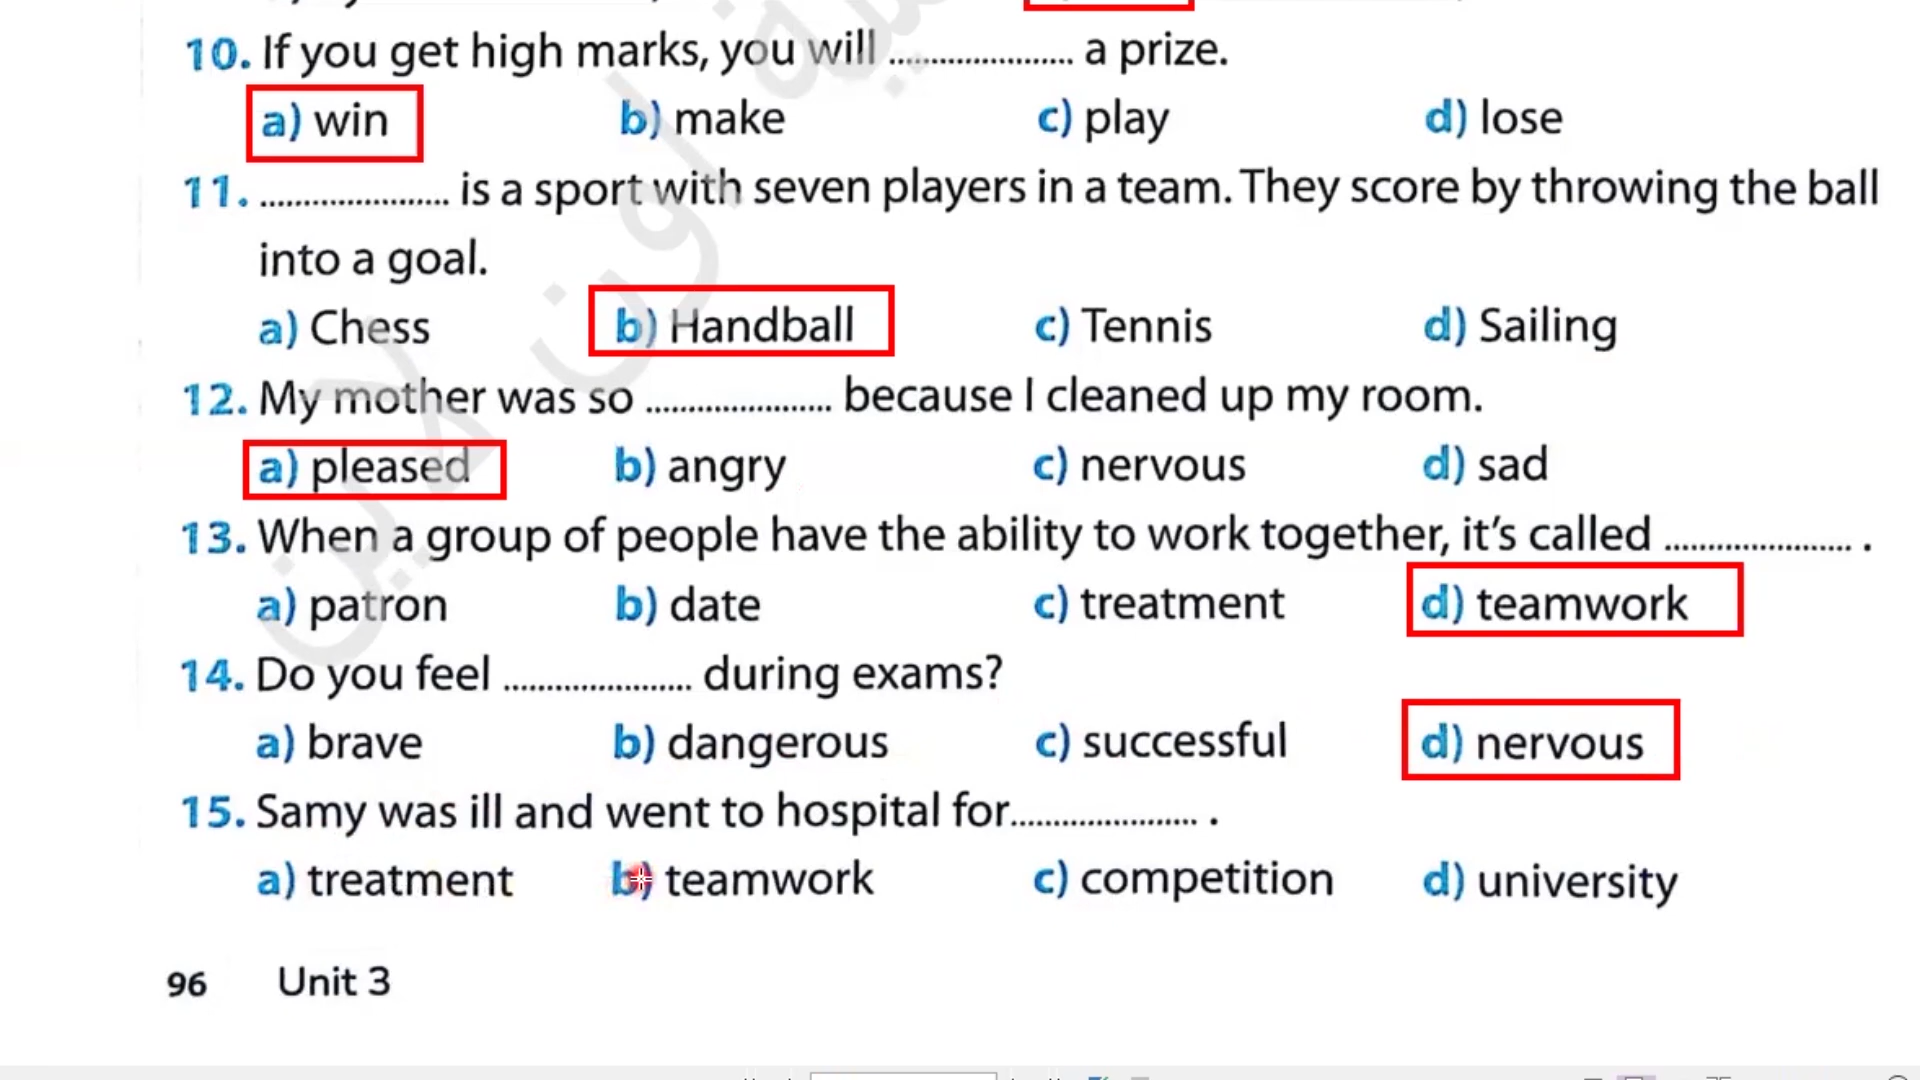 10. If you get high marks, you will ..................... a prize.
a) win b) make c) play d) lose
11. ..................... is a sport with seven players in a team. They score by throwing the ball
into a goal.
a) Chess b) Handball c) Tennis d) Sailing
12. My mother was so ..................... because I cleaned up my room.
a) pleased b) angry c) nervous d) sad
13. When a group of people have the ability to work together, it’s called ..................... .
a) patron b) date c) treatment d) teamwork
14. Do you feel ..................... during exams?
a) brave b) dangerous c) successful d) nervous
15. Samy was ill and went to hospital for..................... .
a) treatment b) teamwork c) competition d) university
96 Unit 3